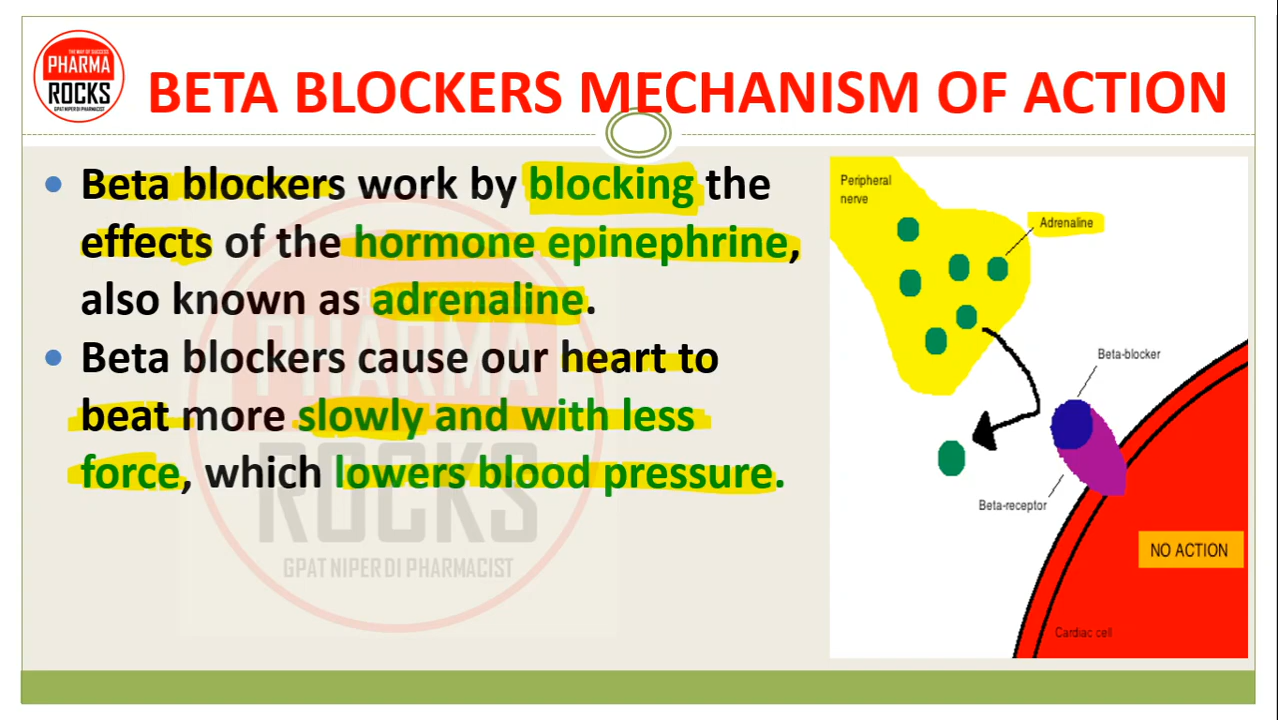 THE WAY OF SUCCESS
PHARMA
ROCKS
GPAT NIPER DI PHARMACIST
BETA BLOCKERS MECHANISM OF ACTION
• Beta blockers work by blocking the
effects of the hormone epinephrine,
also known as adrenaline.
• Beta blockers cause our heart to
beat more slowly and with less
force, which lowers blood pressure.
Peripheral
nerve
Adrenaline
Beta-blocker
Beta-receptor
NO ACTION
Cardiac cell
PHARMA
ROCKS
GPAT NIPER DI PHARMACIST